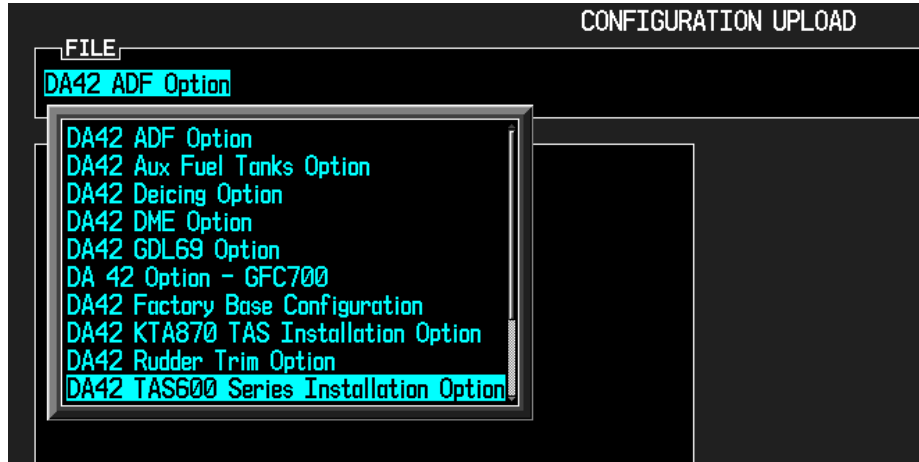 CONFIGURATION UPLOAD
FILE
DA42 ADF Option
DA42 ADF Option
DA42 Aux Fuel Tanks Option
DA42 Deicing Option
DA42 DME Option
DA42 GDL69 Option
DA 42 Option - GFC700
DA42 Factory Base Configuration
DA42 KTA870 TAS Installation Option
DA42 Rudder Trim Option
DA42 TAS600 Series Installation Option